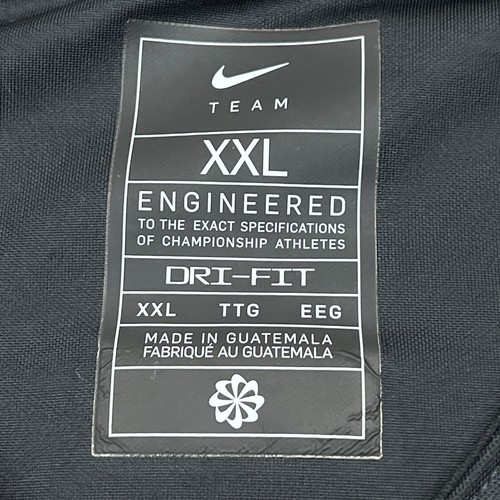 TEAM
XXL
ENGINEERED
TO THE EXACT SPECIFICATIONS
OF CHAMPIONSHIP ATHLETES
DRI-FIT
XXL TTG EEG
MADE IN GUATEMALA
FABRIQUÉ AU GUATEMALA